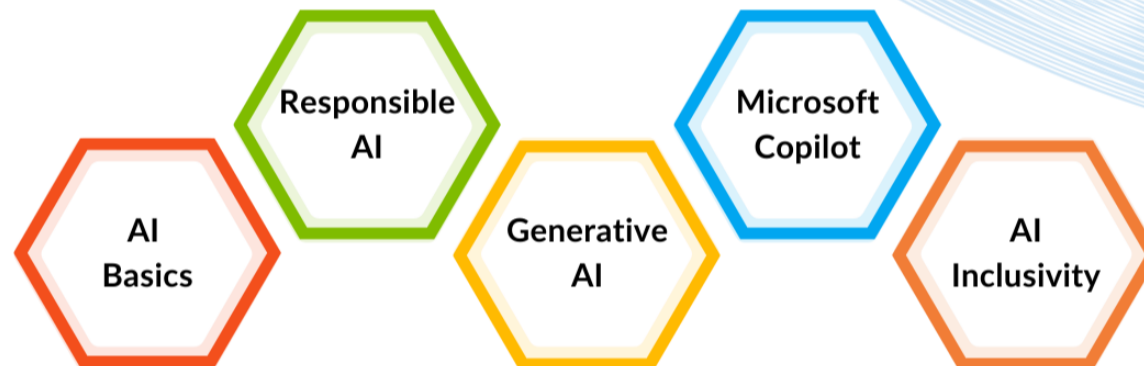 AI
Basics
Responsible
AI
Generative
AI
Microsoft
Copilot
AI
Inclusivity